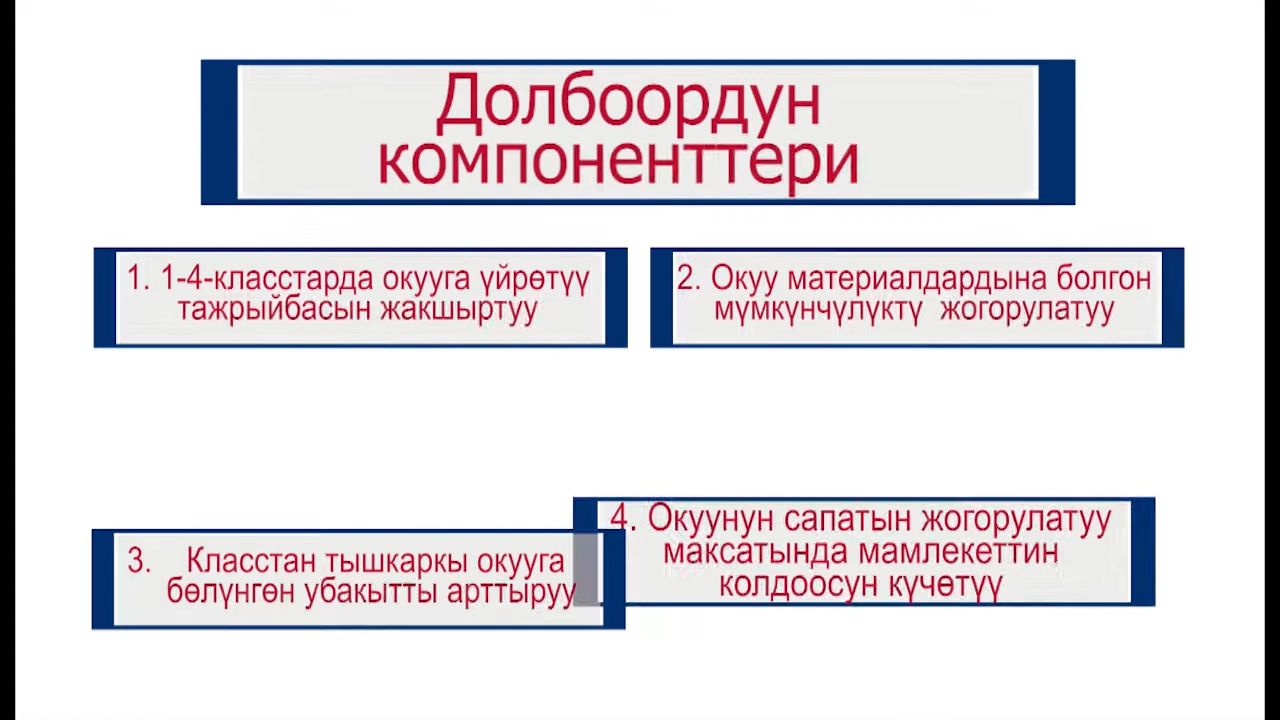 Долбоордун
компоненттери
1. 1-4-класстарда окууга үйрөтүү
тажрыйбасын жакшыртуу
2. Окуу материалдардына болгон
мүмкүнчүлүктү жогорулатуу
3. Класстан тышкаркы окууга
бөлүнгөн убакытты арттыруу
4. Окуунун сапатын жогорулатуу
максатында мамлекеттин
колдоосун күчөтүү